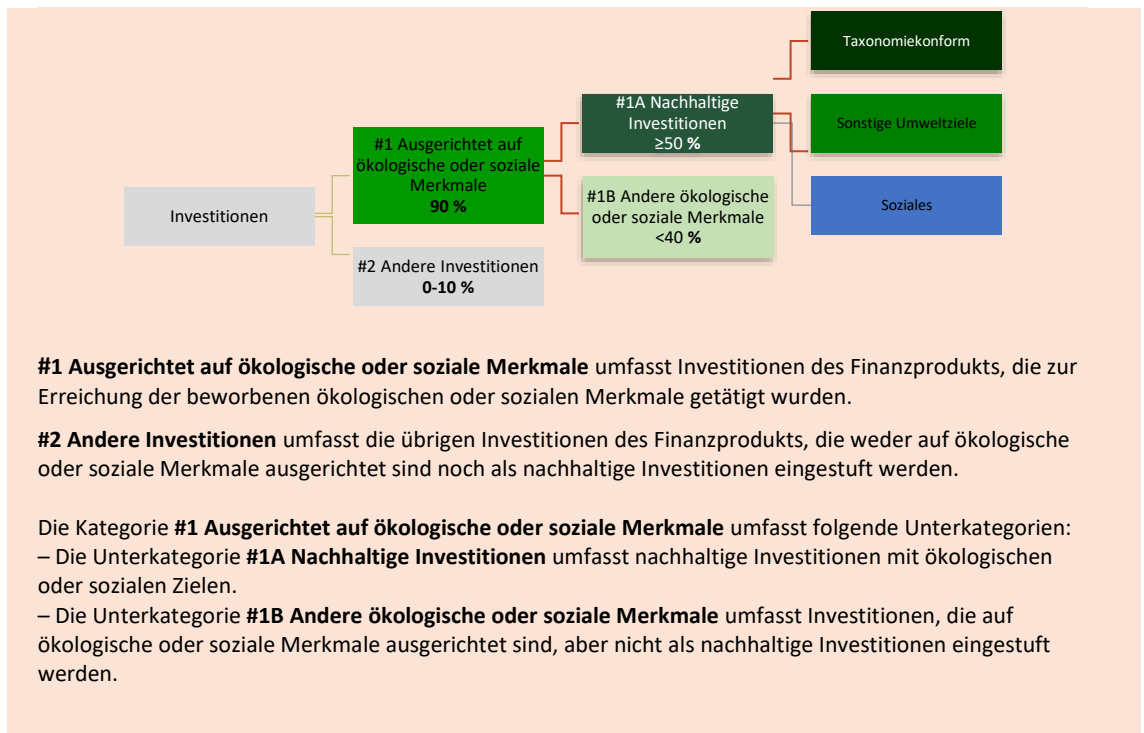 Taxonomiekonform
#1A Nachhaltige
Investitionen
≥50 %
Sonstige Umweltziele
#1 Ausgerichtet auf
ökologische oder soziale
Merkmale
90 %
#1B Andere ökologische
oder soziale Merkmale
<40 %
Soziales
Investitionen
#2 Andere Investitionen
0-10 %
#1 Ausgerichtet auf ökologische oder soziale Merkmale umfasst Investitionen des Finanzprodukts, die zur
Erreichung der beworbenen ökologischen oder sozialen Merkmale getätigt wurden.
#2 Andere Investitionen umfasst die übrigen Investitionen des Finanzprodukts, die weder auf ökologische
oder soziale Merkmale ausgerichtet sind noch als nachhaltige Investitionen eingestuft werden.
Die Kategorie #1 Ausgerichtet auf ökologische oder soziale Merkmale umfasst folgende Unterkategorien:
– Die Unterkategorie #1A Nachhaltige Investitionen umfasst nachhaltige Investitionen mit ökologischen
oder sozialen Zielen.
– Die Unterkategorie #1B Andere ökologische oder soziale Merkmale umfasst Investitionen, die auf
ökologische oder soziale Merkmale ausgerichtet sind, aber nicht als nachhaltige Investitionen eingestuft
werden.